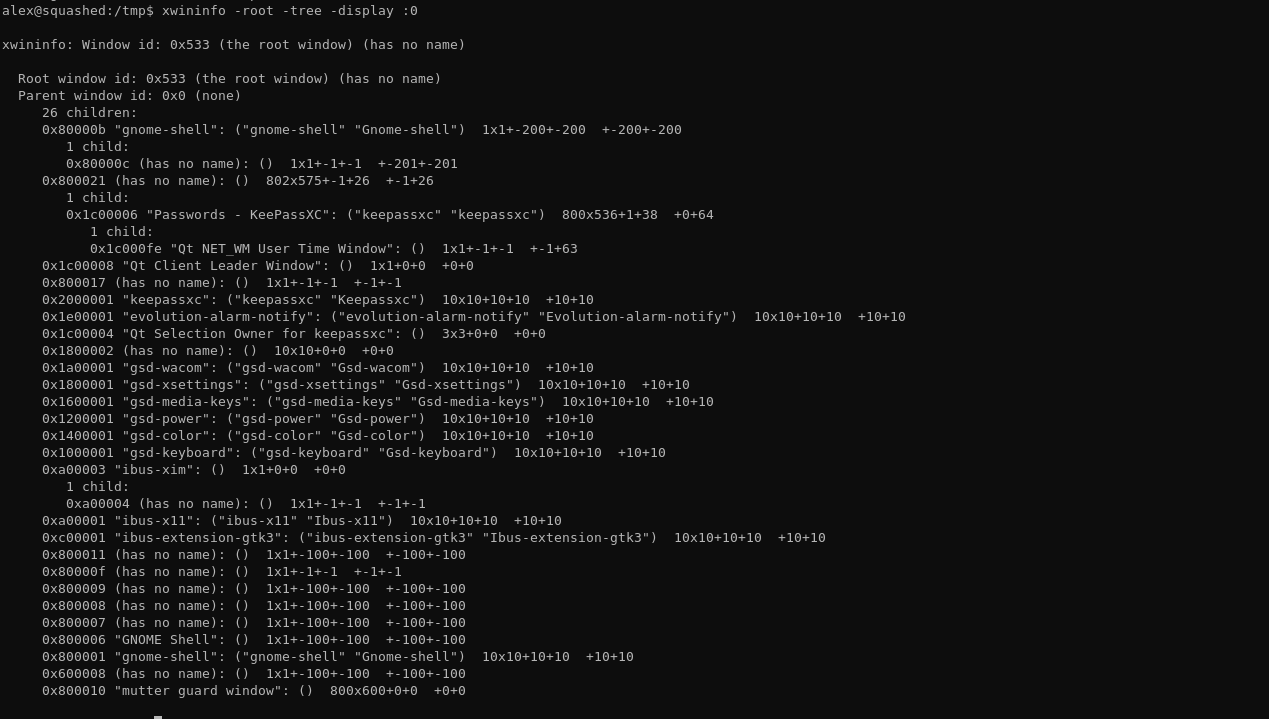 alex@squashed:/tmp$ xwininfo -root -tree -display :0
xwininfo: Window id: 0x533 (the root window) (has no name)
Root window id: 0x533 (the root window) (has no name)
Parent window id: 0x0 (none)
26 children:
0x80000b "gnome-shell": ("gnome-shell" "Gnome-shell")  1x1+-200+-200  +-200+-200
1 child:
0x80000c (has no name): ()  1x1+-1+-1  +-201+-201
0x800021 (has no name): ()  802x575+-1+26  +-1+26
1 child:
0x1c00006 "Passwords - KeePassXC": ("keepassxc" "keepassxc")  800x536+1+38  +0+64
1 child:
0x1c000fe "Qt NET_WM User Time Window": ()  1x1+-1+-1  +-1+63
0x1c00008 "Qt Client Leader Window": ()  1x1+0+0  +0+0
0x800017 (has no name): ()  1x1+-1+-1  +-1+-1
0x2000001 "keepassxc": ("keepassxc" "Keepassxc")  10x10+10+10  +10+10
0x1e00001 "evolution-alarm-notify": ("evolution-alarm-notify" "Evolution-alarm-notify")  10x10+10+10  +10+10
0x1c00004 "Qt Selection Owner for keepassxc": ()  3x3+0+0  +0+0
0x1800002 (has no name): ()  10x10+0+0  +0+0
0x1a00001 "gsd-wacom": ("gsd-wacom" "Gsd-wacom")  10x10+10+10  +10+10
0x1800001 "gsd-xsettings": ("gsd-xsettings" "Gsd-xsettings")  10x10+10+10  +10+10
0x1600001 "gsd-media-keys": ("gsd-media-keys" "Gsd-media-keys")  10x10+10+10  +10+10
0x1200001 "gsd-power": ("gsd-power" "Gsd-power")  10x10+10+10  +10+10
0x1400001 "gsd-color": ("gsd-color" "Gsd-color")  10x10+10+10  +10+10
0x1000001 "gsd-keyboard": ("gsd-keyboard" "Gsd-keyboard")  10x10+10+10  +10+10
0xa00003 "ibus-xim": ()  1x1+0+0  +0+0
1 child:
0xa00004 (has no name): ()  1x1+-1+-1  +-1+-1
0xa00001 "ibus-x11": ("ibus-x11" "Ibus-x11")  10x10+10+10  +10+10
0xc00001 "ibus-extension-gtk3": ("ibus-extension-gtk3" "Ibus-extension-gtk3")  10x10+10+10  +10+10
0x800011 (has no name): ()  1x1+-100+-100  +-100+-100
0x80000f (has no name): ()  1x1+-1+-1  +-1+-1
0x800009 (has no name): ()  1x1+-100+-100  +-100+-100
0x800008 (has no name): ()  1x1+-100+-100  +-100+-100
0x800007 (has no name): ()  1x1+-100+-100  +-100+-100
0x800006 "GNOME Shell": ()  1x1+-100+-100  +-100+-100
0x800001 "gnome-shell": ("gnome-shell" "Gnome-shell")  10x10+10+10  +10+10
0x600008 (has no name): ()  1x1+-100+-100  +-100+-100
0x800010 "mutter guard window": ()  800x600+0+0  +0+0